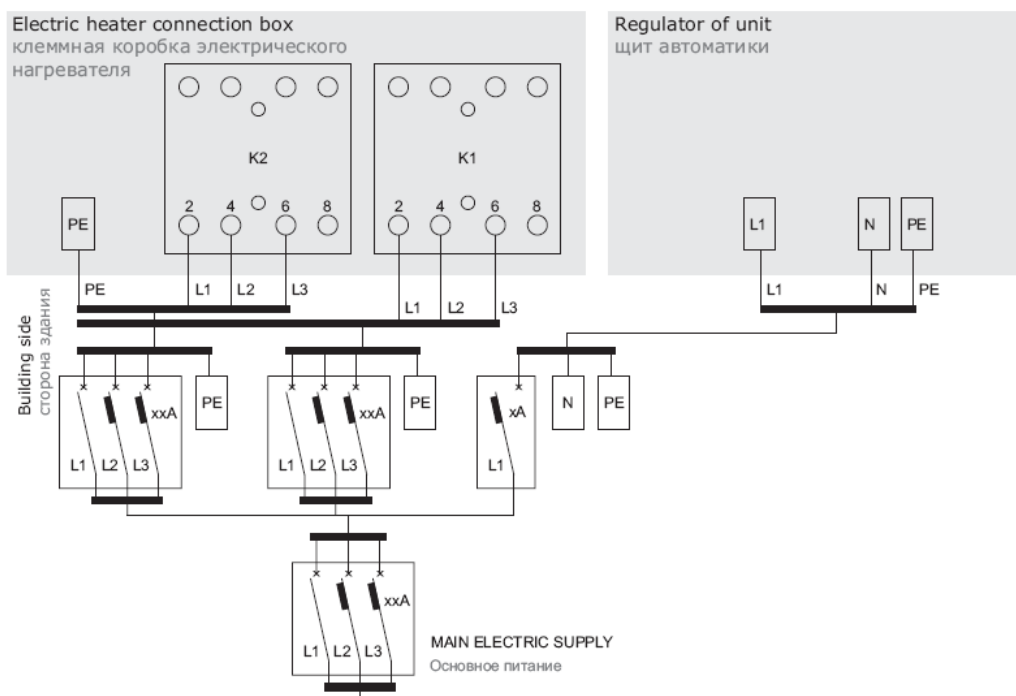 Electric heater connection box
клеммная коробка электрического
нагревателя
Regulator of unit
щит автоматики
K2
K1
2 4 6 8
2 4 6 8
PE
L1
N
PE
PE
L1
L2
L3
L1
L2
L3
L1
N
PE
Building side
сторона здания
xxA
PE
L1 L2 L3
xxA
PE
L1 L2 L3
xA
N
PE
L1
xxA
L1 L2 L3
MAIN ELECTRIC SUPPLY
Основное питание